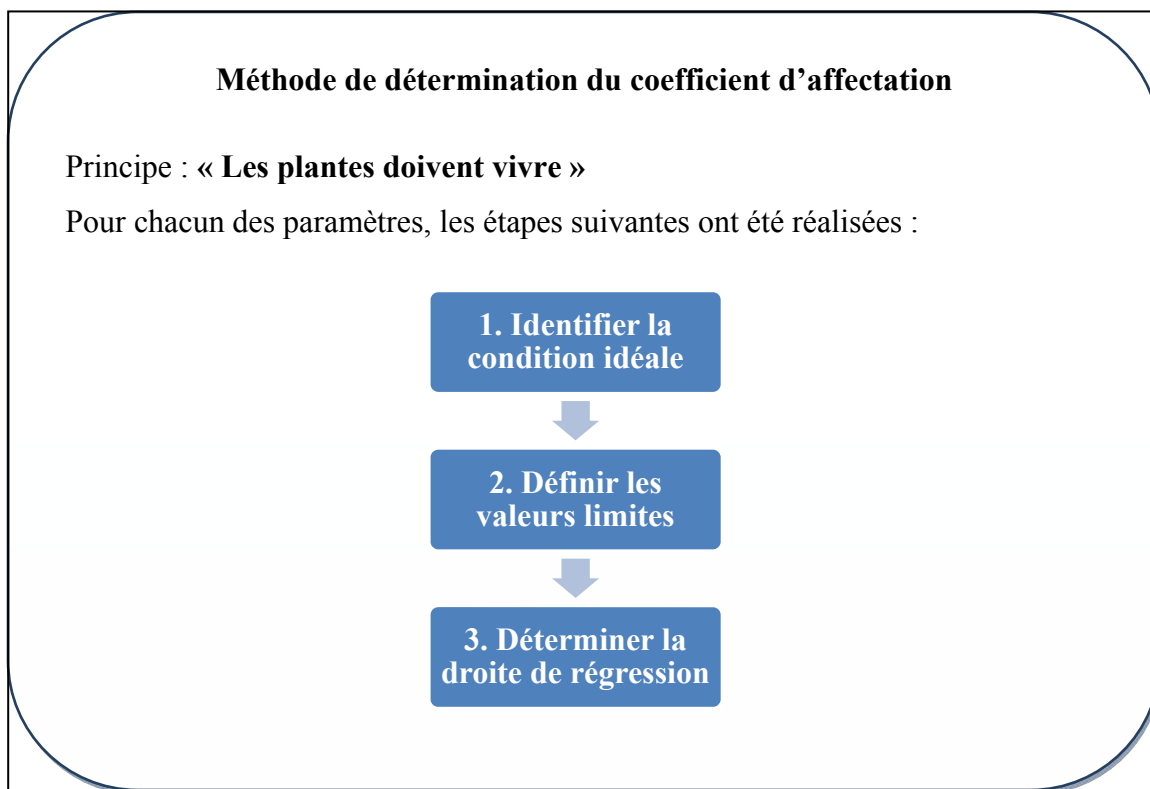 Méthode de détermination du coefficient d’affectation
Principe : « Les plantes doivent vivre »
Pour chacun des paramètres, les étapes suivantes ont été réalisées :
1. Identifier la
condition idéale
2. Définir les
valeurs limites
3. Déterminer la
droite de régression